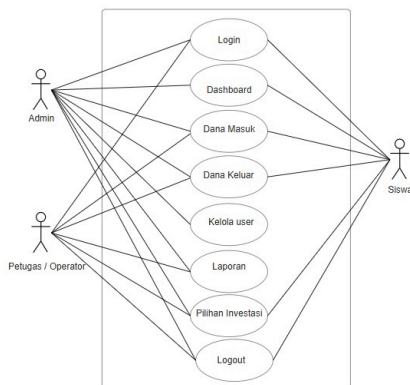 Login
Dashboard
Admin
Dana Masuk
Dana Keluar
Siswa
Kelola user
Petugas / Operator
Laporan
Pilihan Investasi
Logout